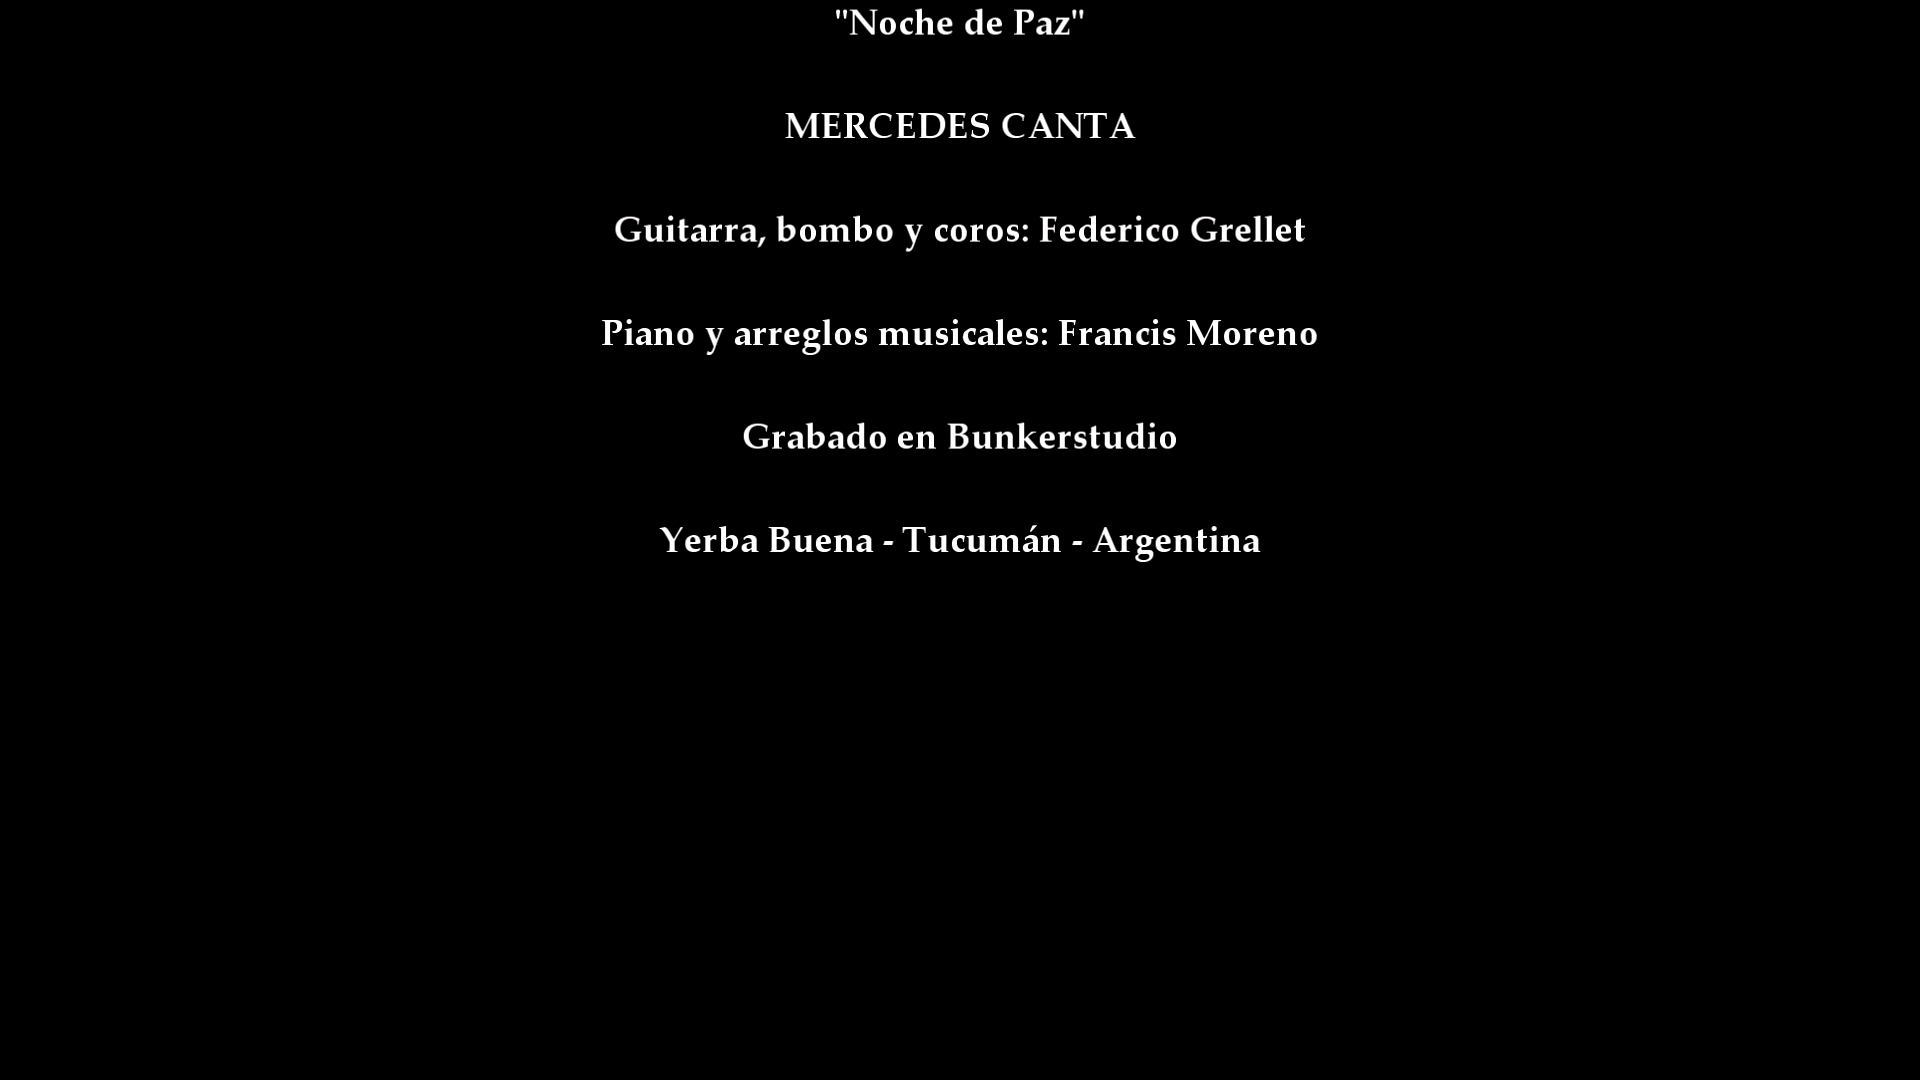 "Noche de Paz"
MERCEDES CANTA
Guitarra, bombo y coros: Federico Grellet
Piano y arreglos musicales: Francis Moreno
Grabado en Bunkerstudio
Yerba Buena - Tucumán - Argentina